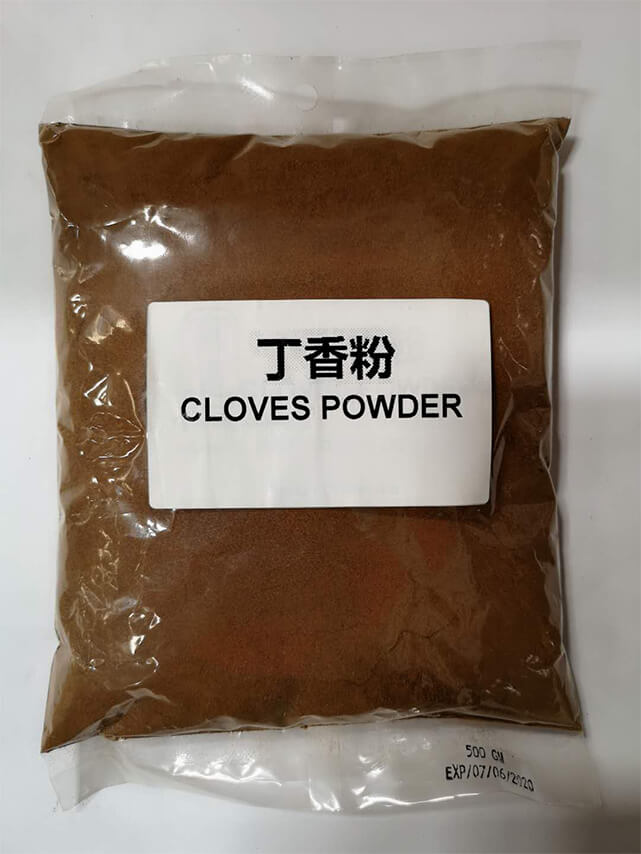 丁香粉
CLOVES POWDER
500 GM
EXP/07/06/2020